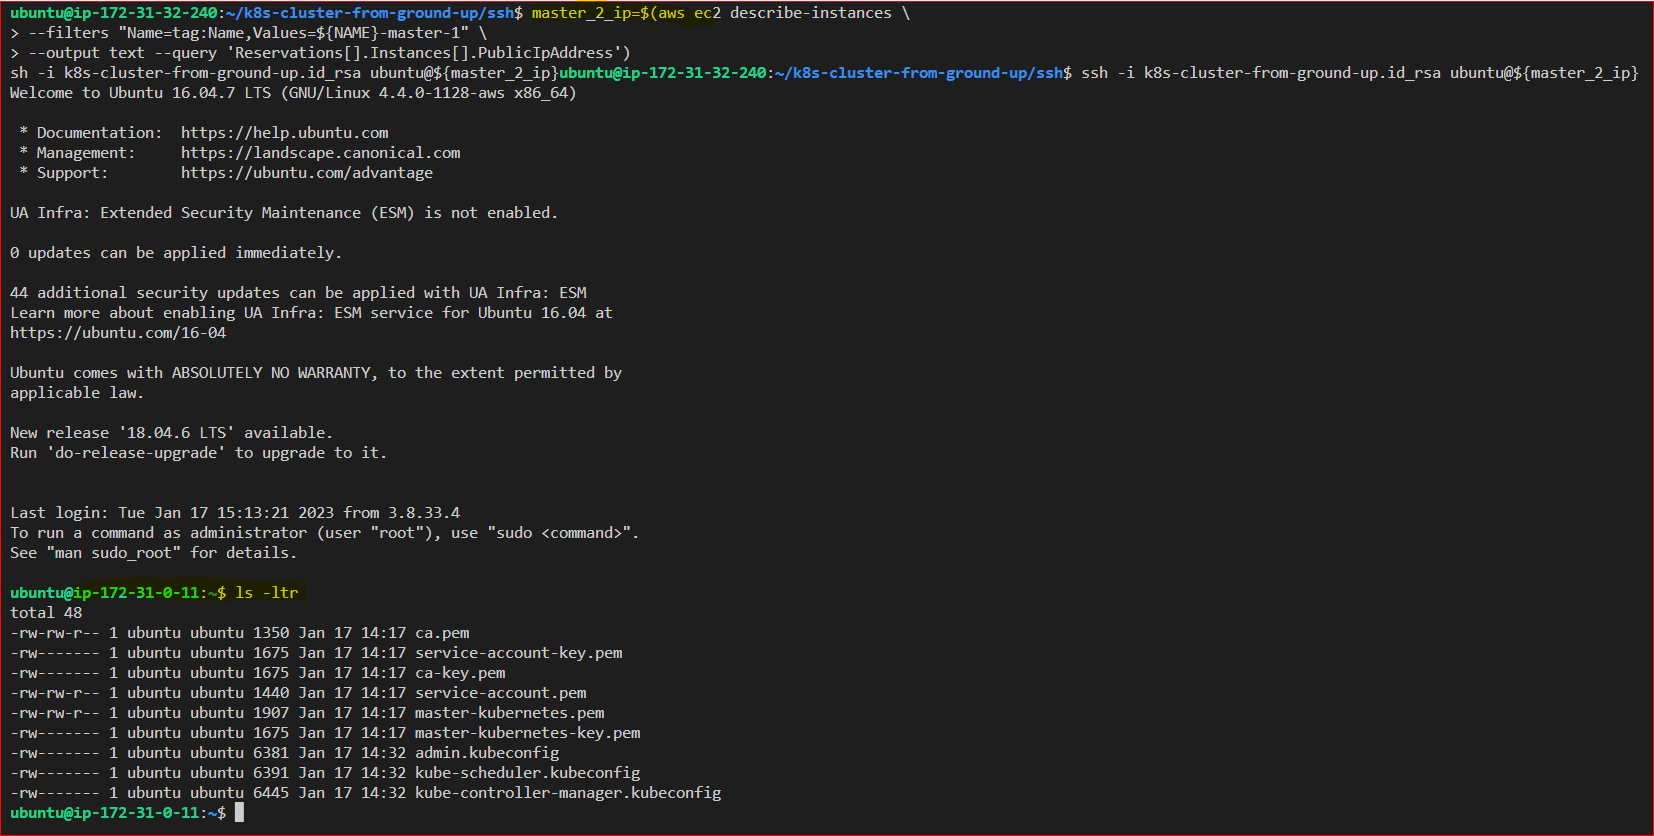 ubuntu@ip-172-31-32-240:~/k8s-cluster-from-ground-up/ssh$ master_2_ip=$(aws ec2 describe-instances \
> --filters "Name=tag:Name,Values=${NAME}-master-1" \
> --output text --query 'Reservations[].Instances[].PublicIpAddress')
sh -i k8s-cluster-from-ground-up.id_rsa ubuntu@${master_2_ip}ubuntu@ip-172-31-32-240:~/k8s-cluster-from-ground-up/ssh$ ssh -i k8s-cluster-from-ground-up.id_rsa ubuntu@${master_2_ip}
Welcome to Ubuntu 16.04.7 LTS (GNU/Linux 4.4.0-1128-aws x86_64)

 * Documentation:  https://help.ubuntu.com
 * Management:     https://landscape.canonical.com
 * Support:        https://ubuntu.com/advantage

UA Infra: Extended Security Maintenance (ESM) is not enabled.

0 updates can be applied immediately.

44 additional security updates can be applied with UA Infra: ESM
Learn more about enabling UA Infra: ESM service for Ubuntu 16.04 at
https://ubuntu.com/16-04

Ubuntu comes with ABSOLUTELY NO WARRANTY, to the extent permitted by
applicable law.

New release '18.04.6 LTS' available.
Run 'do-release-upgrade' to upgrade to it.


Last login: Tue Jan 17 15:13:21 2023 from 3.8.33.4
To run a command as administrator (user "root"), use "sudo <command>".
See "man sudo_root" for details.

ubuntu@ip-172-31-0-11:~$ ls -ltr
total 48
-rw-rw-r-- 1 ubuntu ubuntu 1350 Jan 17 14:17 ca.pem
-rw------- 1 ubuntu ubuntu 1675 Jan 17 14:17 service-account-key.pem
-rw------- 1 ubuntu ubuntu 1675 Jan 17 14:17 ca-key.pem
-rw-rw-r-- 1 ubuntu ubuntu 1440 Jan 17 14:17 service-account.pem
-rw-rw-r-- 1 ubuntu ubuntu 1907 Jan 17 14:17 master-kubernetes.pem
-rw------- 1 ubuntu ubuntu 1675 Jan 17 14:17 master-kubernetes-key.pem
-rw------- 1 ubuntu ubuntu 6381 Jan 17 14:32 admin.kubeconfig
-rw------- 1 ubuntu ubuntu 6391 Jan 17 14:32 kube-scheduler.kubeconfig
-rw------- 1 ubuntu ubuntu 6445 Jan 17 14:32 kube-controller-manager.kubeconfig
ubuntu@ip-172-31-0-11:~$